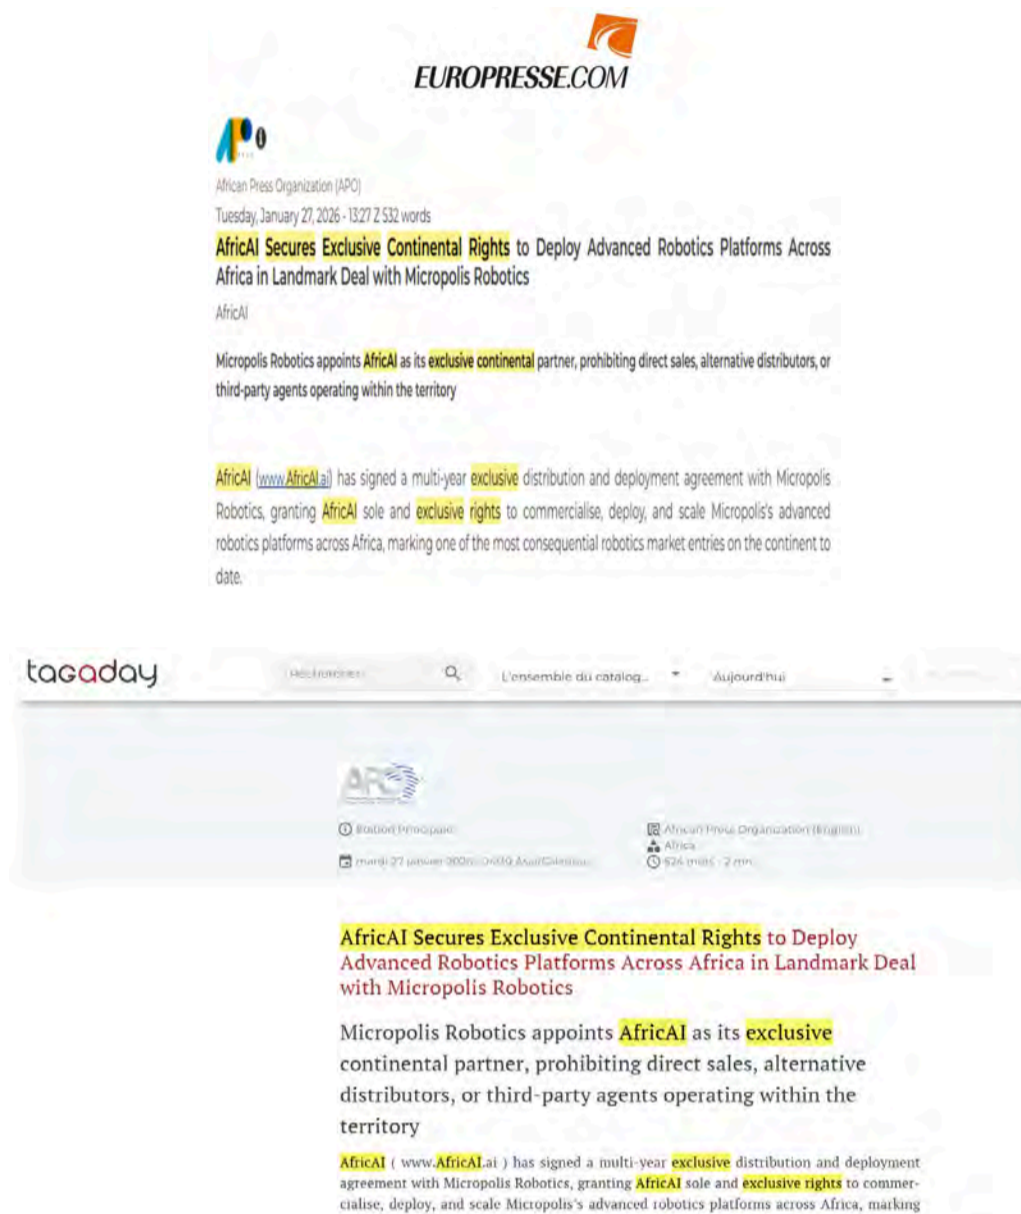 EUROPRESSE.COM
African Press Organization (APO)
Tuesday, January 27, 2026 - 13:27 Z 532 words
AfricAI Secures Exclusive Continental Rights to Deploy Advanced Robotics Platforms Across
Africa in Landmark Deal with Micropolis Robotics
AfricAI
Micropolis Robotics appoints AfricAI as its exclusive continental partner, prohibiting direct sales, alternative distributors, or
third-party agents operating within the territory
AfricAI (www.AfricAI.ai) has signed a multi-year exclusive distribution and deployment agreement with Micropolis
Robotics, granting AfricAI sole and exclusive rights to commercialise, deploy, and scale Micropolis's advanced
robotics platforms across Africa, marking one of the most consequential robotics market entries on the continent to
date.
tagaday
L'ensemble du catalog...
Aujourd'hui
APO
African Press Organization (English)
Africa
mardi 27 janvier
AfricAI Secures Exclusive Continental Rights to Deploy
Advanced Robotics Platforms Across Africa in Landmark Deal
with Micropolis Robotics
Micropolis Robotics appoints AfricAI as its exclusive
continental partner, prohibiting direct sales, alternative
distributors, or third-party agents operating within the
territory
AfricAI ( www.AfricAI.ai ) has signed a multi-year exclusive distribution and deployment
agreement with Micropolis Robotics, granting AfricAI sole and exclusive rights to commer-
cialise, deploy, and scale Micropolis's advanced robotics platforms across Africa, marking